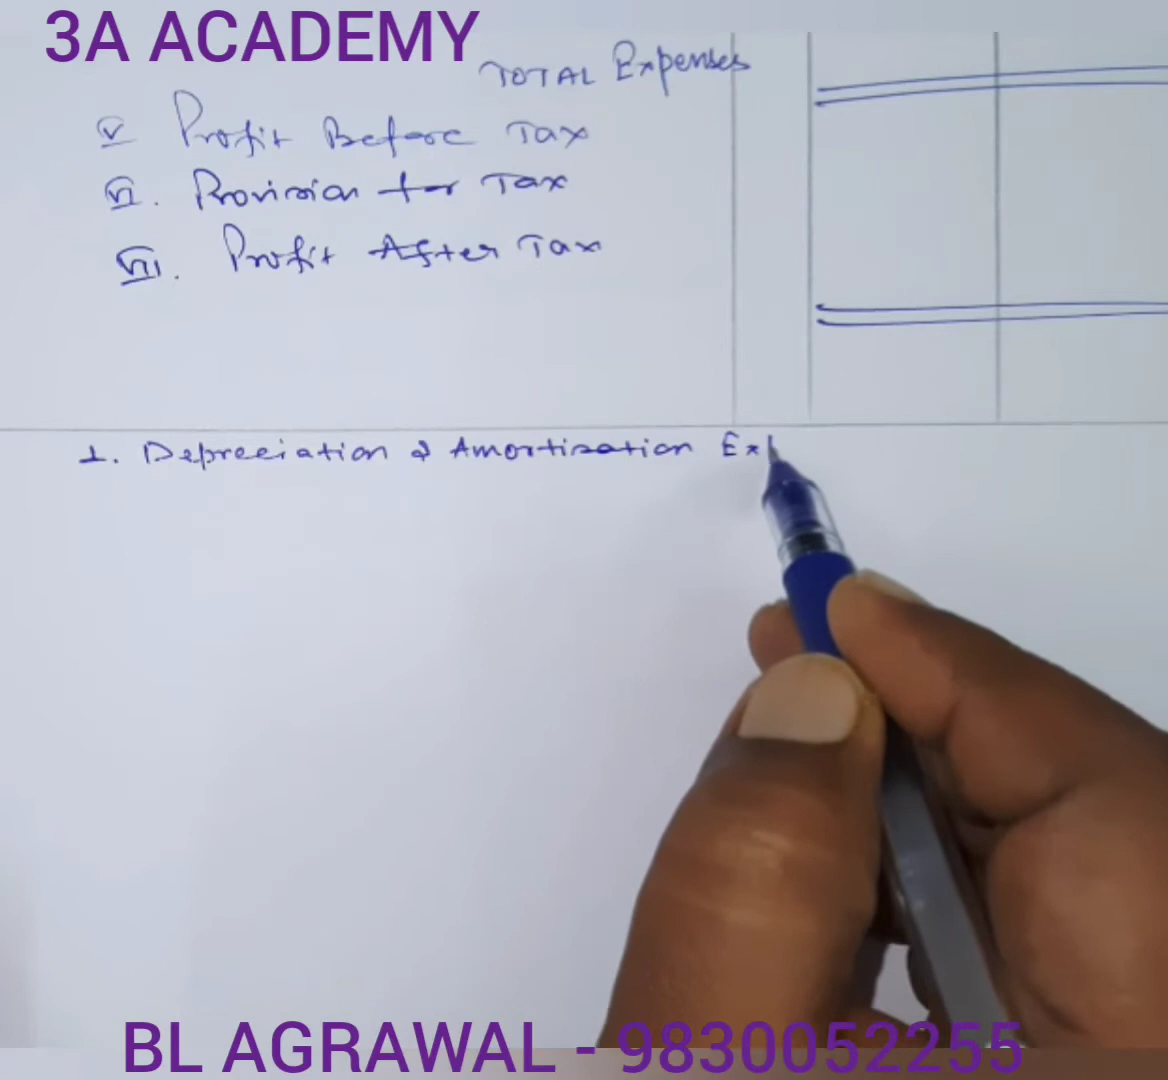 3A ACADEMY
TOTAL Expenses
V Profit Before Tax
VI. Provision for Tax
VII. Profit After Tax
1. Depreciation & Amortization Exp
BL AGRAWAL - 9830052255